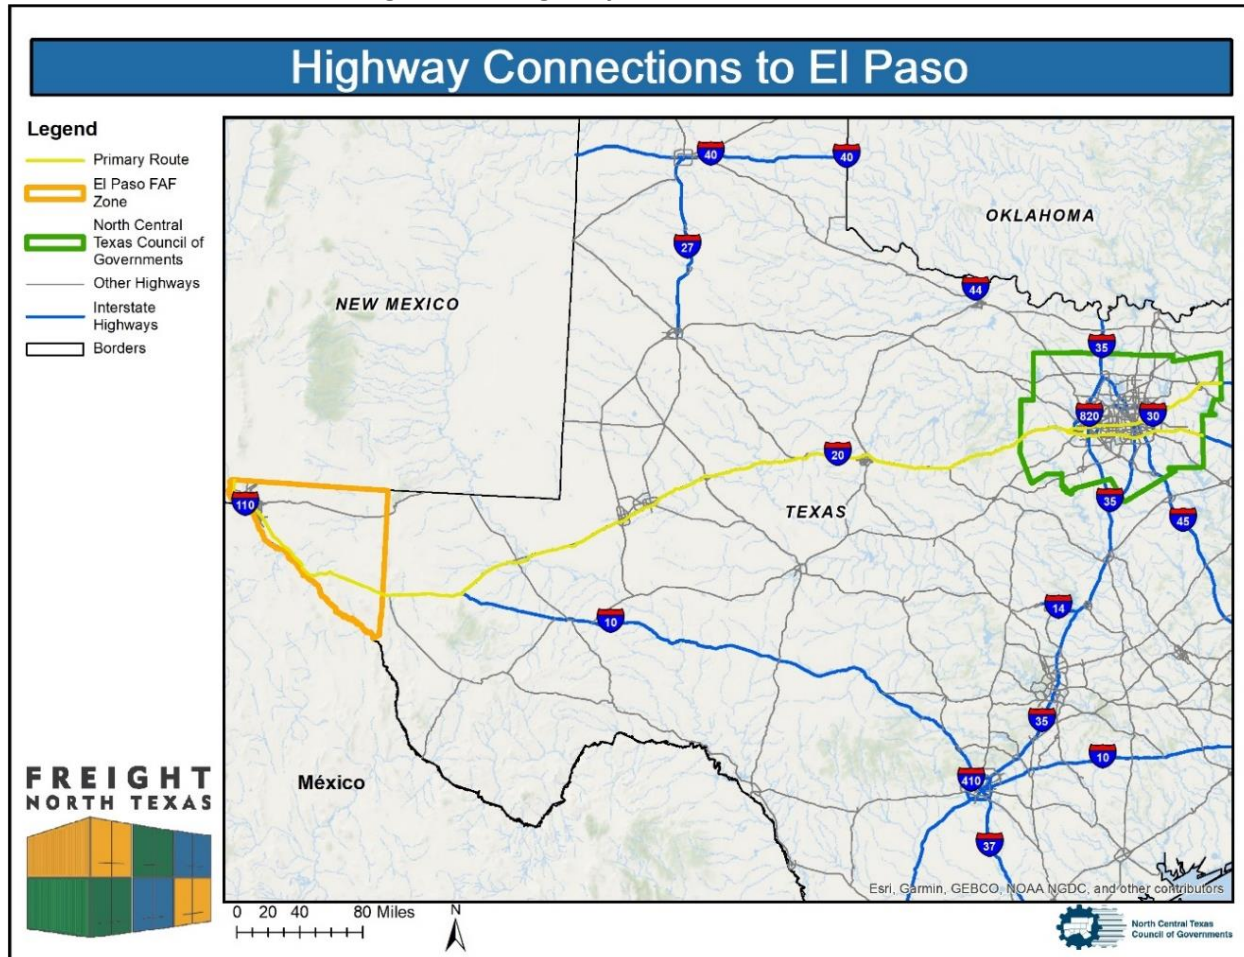 Highway Connections to El Paso
Legend
Primary Route
El Paso FAF
Zone
North Central
Texas Council of
Governments
Other Highways
Interstate
Highways
Borders
40
40
OKLAHOMA
27
NEW MEXICO
44
35
820
30
20
110
TEXAS
35
45
14
10
35
10
410
37
México
Esri, Garmin, GEBCO, NOAA NGDC, and other contributors
FREIGHT
NORTH TEXAS
0 20 40 80 Miles
N
North Central Texas
Council of Governments